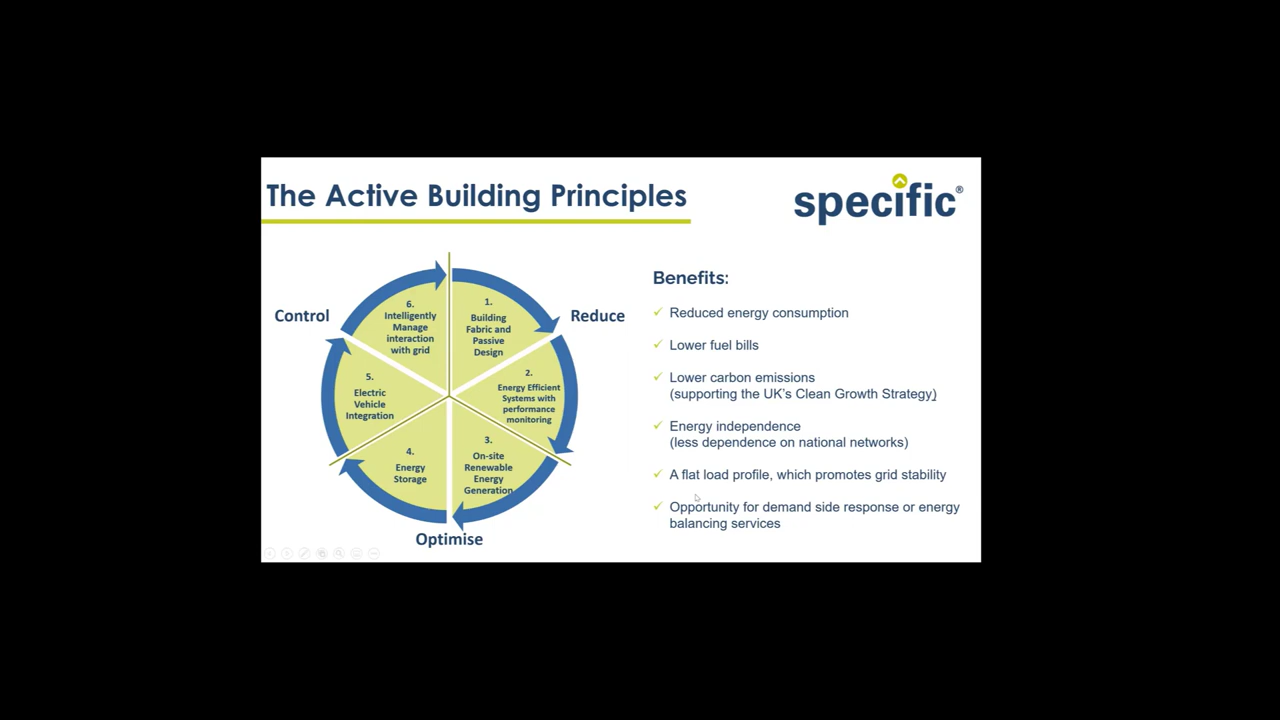 The Active Building Principles
specific®
Control
Reduce
Optimise
1.
Building
Fabric and
Passive
Design
2.
Energy Efficient
Systems with
performance
monitoring
3.
On-site
Renewable
Energy
Generation
4.
Energy
Storage
5.
Electric
Vehicle
Integration
6.
Intelligently
Manage
interaction
with grid
Benefits:
Reduced energy consumption
Lower fuel bills
Lower carbon emissions
(supporting the UK's Clean Growth Strategy)
Energy independence
(less dependence on national networks)
A flat load profile, which promotes grid stability
Opportunity for demand side response or energy
balancing services